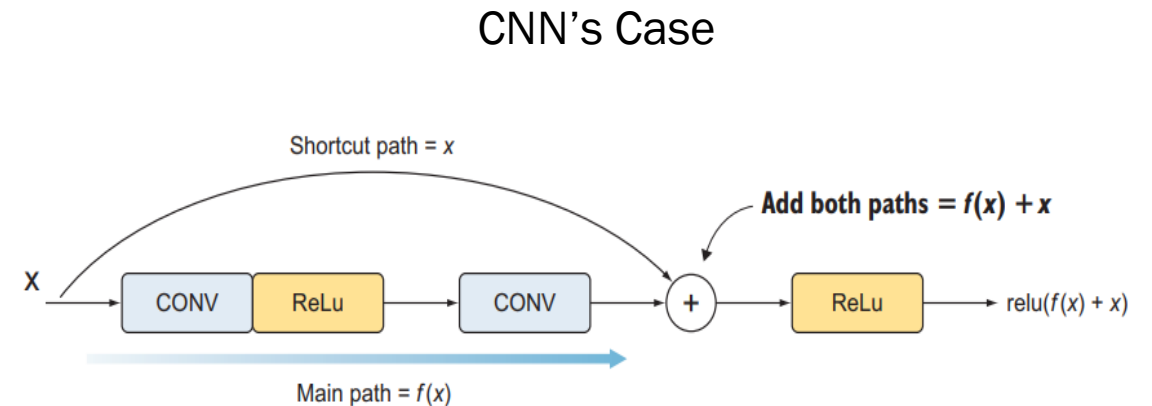 CNN's Case
Shortcut path = x
Add both paths = f(x) + x
X
CONV
ReLu
CONV
+
ReLu
relu(f(x) + x)
Main path = f(x)